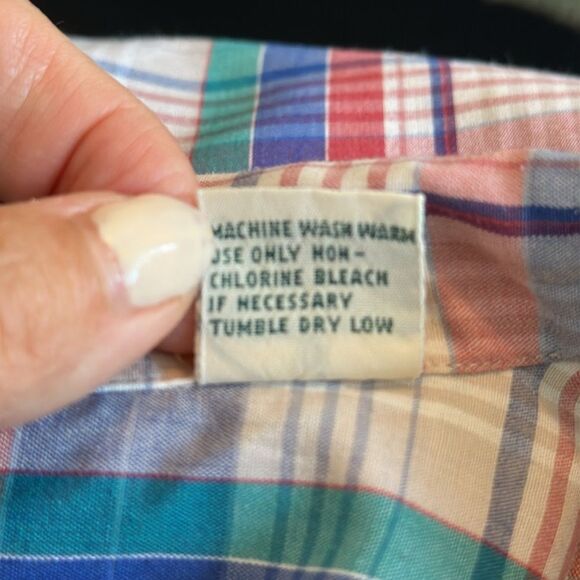 MACHINE WASH WARM
USE ONLY NON-
CHLORINE BLEACH
IF NECESSARY
TUMBLE DRY LOW